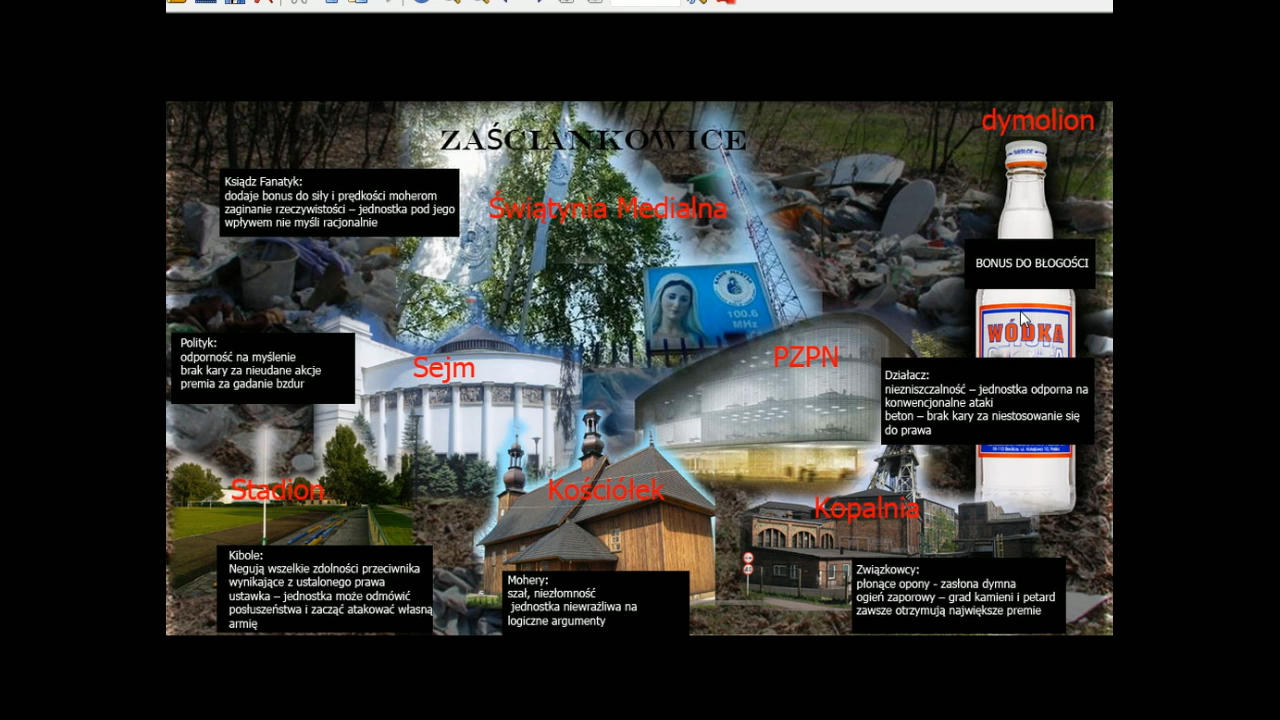 dymolion
ZAŚCIANKOWICE
Ksiądz Fanatyk:
dodaje bonus do siły i prędkości moherom
zaginanie rzeczywistości – jednostka pod jego
wpływem nie myśli racjonalnie
Świątynia Medialna
BONUS DO BŁOGOŚCI
100.6
MHz
WÓDKA
Polityk:
odporność na myślenie
brak kary za nieudane akcje
premia za gadanie bzdur
Sejm
PZPN
Działacz:
niezniszczalność – jednostka odporna na
konwencjonalne ataki
beton – brak kary za niestosowanie się
do prawa
Stadion
Kościółek
Kopalnia
Kibole:
Negują wszelkie zdolności przeciwnika
wynikające z ustalonego prawa
ustawka – jednostka może odmówić
posłuszeństwa i zacząć atakować własną
armię
Mohery:
szał, niezłomność
jednostka niewrażliwa na
logiczne argumenty
Związkowcy:
płonące opony - zasłona dymna
ogień zaporowy – grad kamieni i petard
zawsze otrzymują największe premie